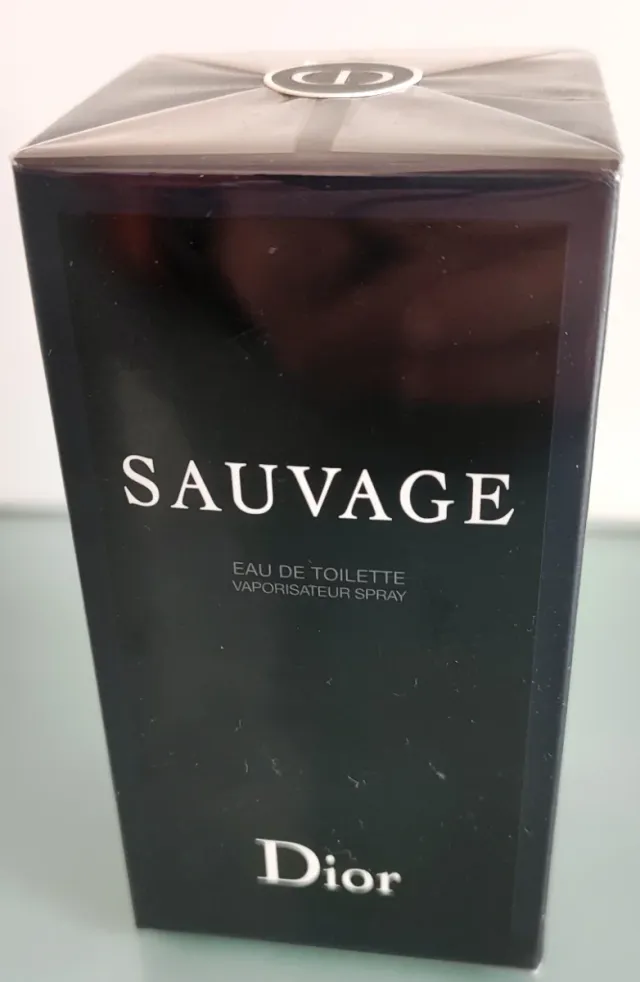 SAUVAGE
EAU DE TOILETTE
VAPORISATEUR SPRAY
Dior